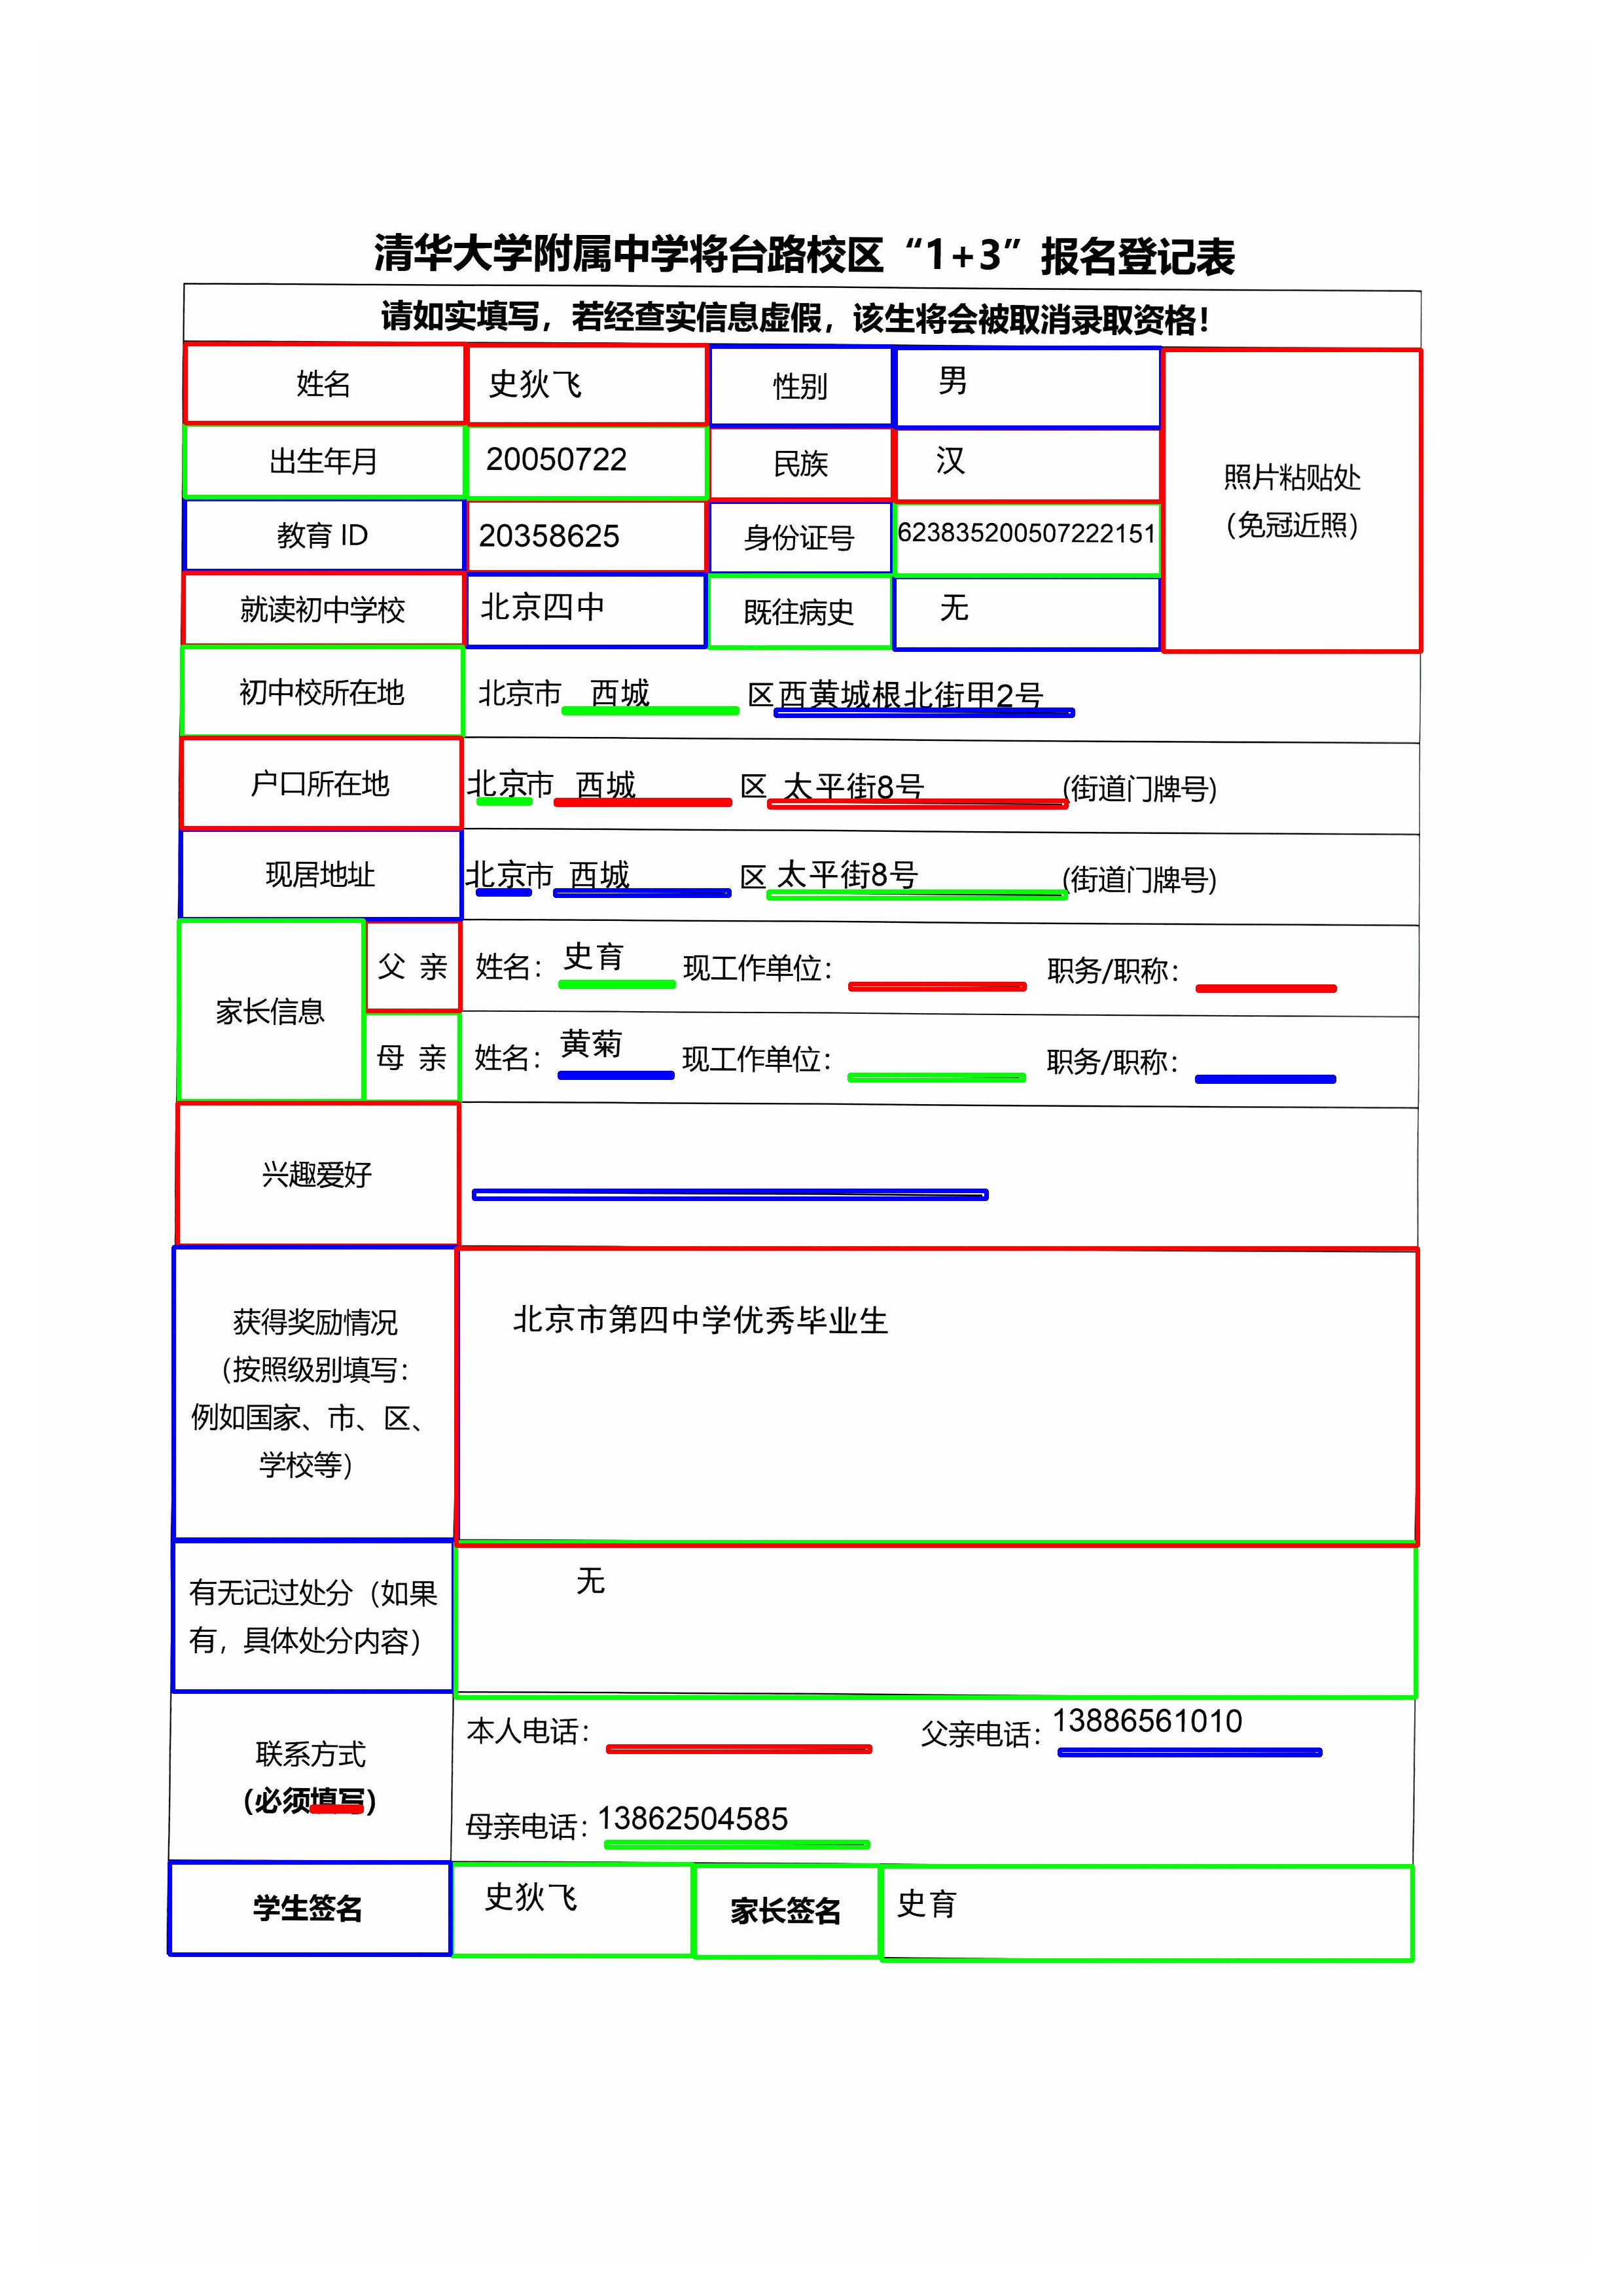 清华大学附属中学将台路校区“1+3”报名登记表
请如实填写，若经查实信息虚假，该生将会被取消录取资格！
姓名 史狄飞 性别 男
出生年月 20050722 民族 汉
照片粘贴处
（免冠近照）
教育 ID 20358625 身份证号 623835200507222151
就读初中学校 北京四中 既往病史 无
初中校所在地 北京市 西城 区 西黄城根北街甲2号
户口所在地 北京市 西城 区 太平街8号 (街道门牌号)
现居地址 北京市 西城 区 太平街8号 (街道门牌号)
家长信息
父 亲 姓名： 史育 现工作单位： 职务/职称：
母 亲 姓名： 黄菊 现工作单位： 职务/职称：
兴趣爱好
获得奖励情况
（按照级别填写：
例如国家、市、区、
学校等）
北京市第四中学优秀毕业生
有无记过处分（如果
有，具体处分内容）
无
联系方式
（必须填写）
本人电话： 父亲电话：13886561010
母亲电话：13862504585
学生签名 史狄飞 家长签名 史育